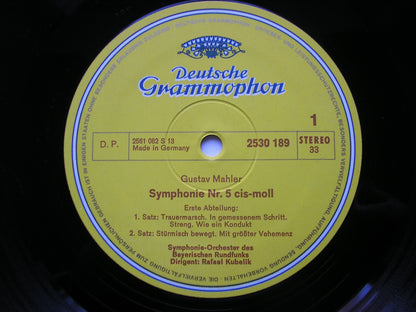 Deutsche
Grammophon
D. P.
2561 082 S 13
Made in Germany
2530 189
1
STEREO
33
Gustav Mahler
Symphonie Nr. 5 cis-moll
Erste Abteilung:
1. Satz: Trauermarsch. In gemessenem Schritt.
Streng. Wie ein Kondukt
2. Satz: Stürmisch bewegt. Mit größter Vehemenz
Symphonie-Orchester des
Bayerischen Rundfunks
Dirigent: Rafael Kubelik